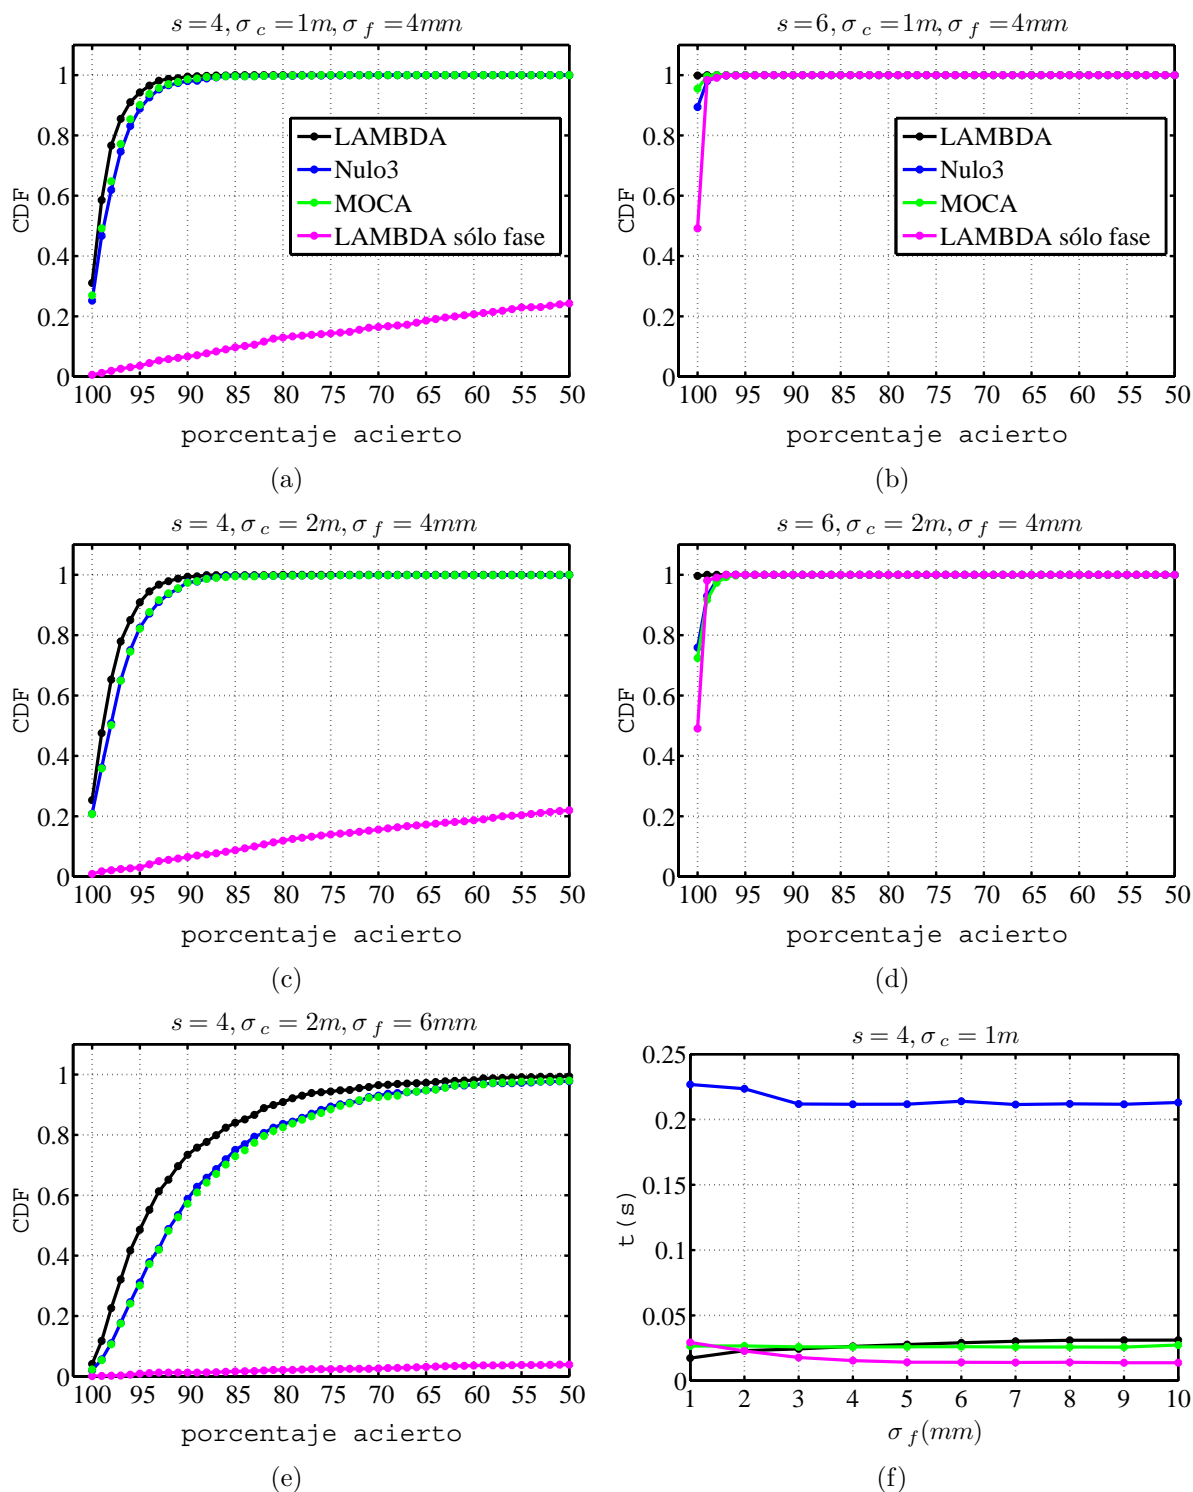 s = 4, σ c = 1m, σ f = 4mm
1
0.8
0.6
0.4
0.2
0
CDF
LAMBDA
Nulo3
MOCA
LAMBDA sólo fase
100 95 90 85 80 75 70 65 60 55 50
porcentaje acierto
(a)
s = 6, σ c = 1m, σ f = 4mm
1
0.8
0.6
0.4
0.2
0
CDF
LAMBDA
Nulo3
MOCA
LAMBDA sólo fase
100 95 90 85 80 75 70 65 60 55 50
porcentaje acierto
(b)
s = 4, σ c = 2m, σ f = 4mm
1
0.8
0.6
0.4
0.2
0
CDF
100 95 90 85 80 75 70 65 60 55 50
porcentaje acierto
(c)
s = 6, σ c = 2m, σ f = 4mm
1
0.8
0.6
0.4
0.2
0
CDF
100 95 90 85 80 75 70 65 60 55 50
porcentaje acierto
(d)
s = 4, σ c = 2m, σ f = 6mm
1
0.8
0.6
0.4
0.2
0
CDF
100 95 90 85 80 75 70 65 60 55 50
porcentaje acierto
(e)
s = 4, σ c = 1m
0.25
0.2
0.15
0.1
0.05
0
t(s)
1 2 3 4 5 6 7 8 9 10
σ f(mm)
(f)